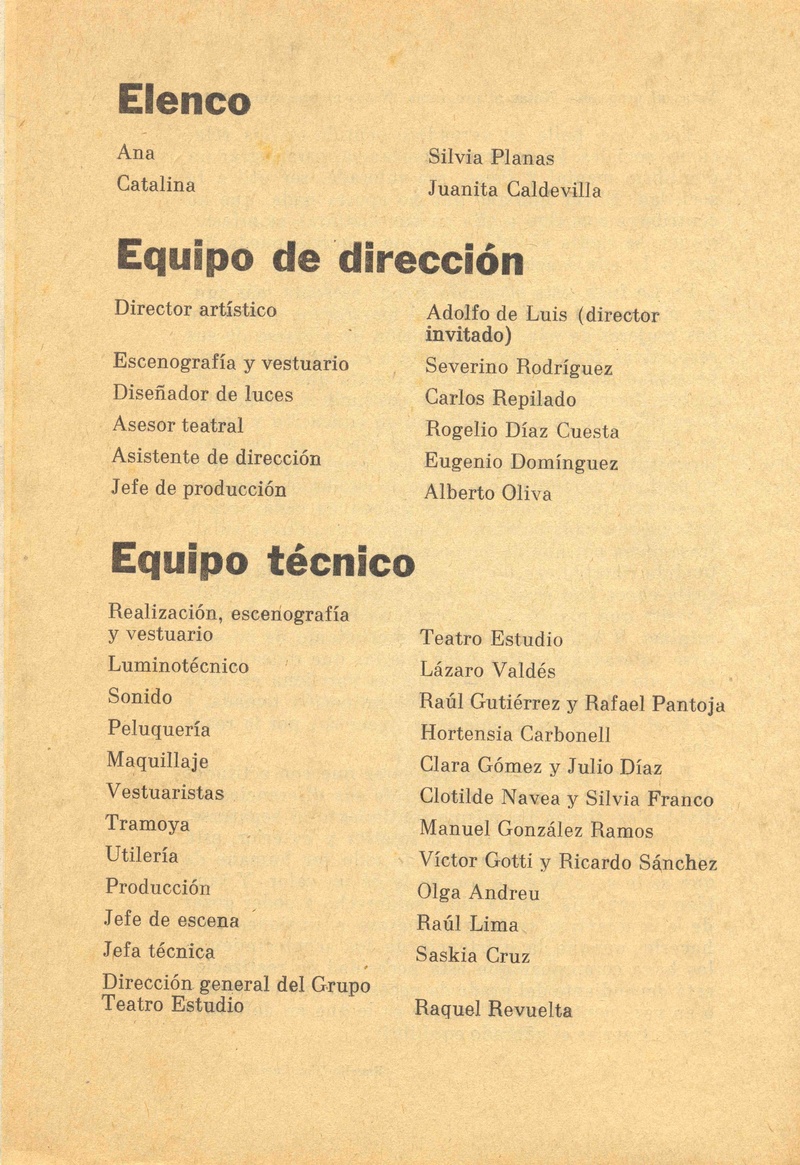 Elenco
Ana Silvia Planas
Catalina Juanita Caldevilla
Equipo de dirección
Director artístico Adolfo de Luis (director
invitado)
Escenografía y vestuario Severino Rodríguez
Diseñador de luces Carlos Repilado
Asesor teatral Rogelio Díaz Cuesta
Asistente de dirección Eugenio Domínguez
Jefe de producción Alberto Oliva
Equipo técnico
Realización, escenografía
y vestuario Teatro Estudio
Luminotécnico Lázaro Valdés
Sonido Raúl Gutiérrez y Rafael Pantoja
Peluquería Hortensia Carbonell
Maquillaje Clara Gómez y Julio Díaz
Vestuaristas Clotilde Navea y Silvia Franco
Tramoya Manuel González Ramos
Utilería Víctor Gotti y Ricardo Sánchez
Producción Olga Andreu
Jefe de escena Raúl Lima
Jefa técnica Saskia Cruz
Dirección general del Grupo
Teatro Estudio Raquel Revuelta